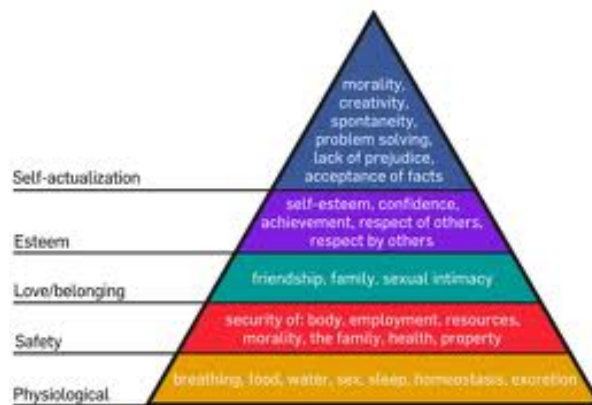 morality,
creativity,
spontaneity,
problem solving,
lack of prejudice,
acceptance of facts
Self-actualization
self-esteem, confidence,
achievement, respect of others,
respect by others
Esteem
friendship, family, sexual intimacy
Love/belonging
security of: body, employment, resources,
morality, the family, health, property
Safety
breathing, food, water, sex, sleep, homeostasis, excretion
Physiological